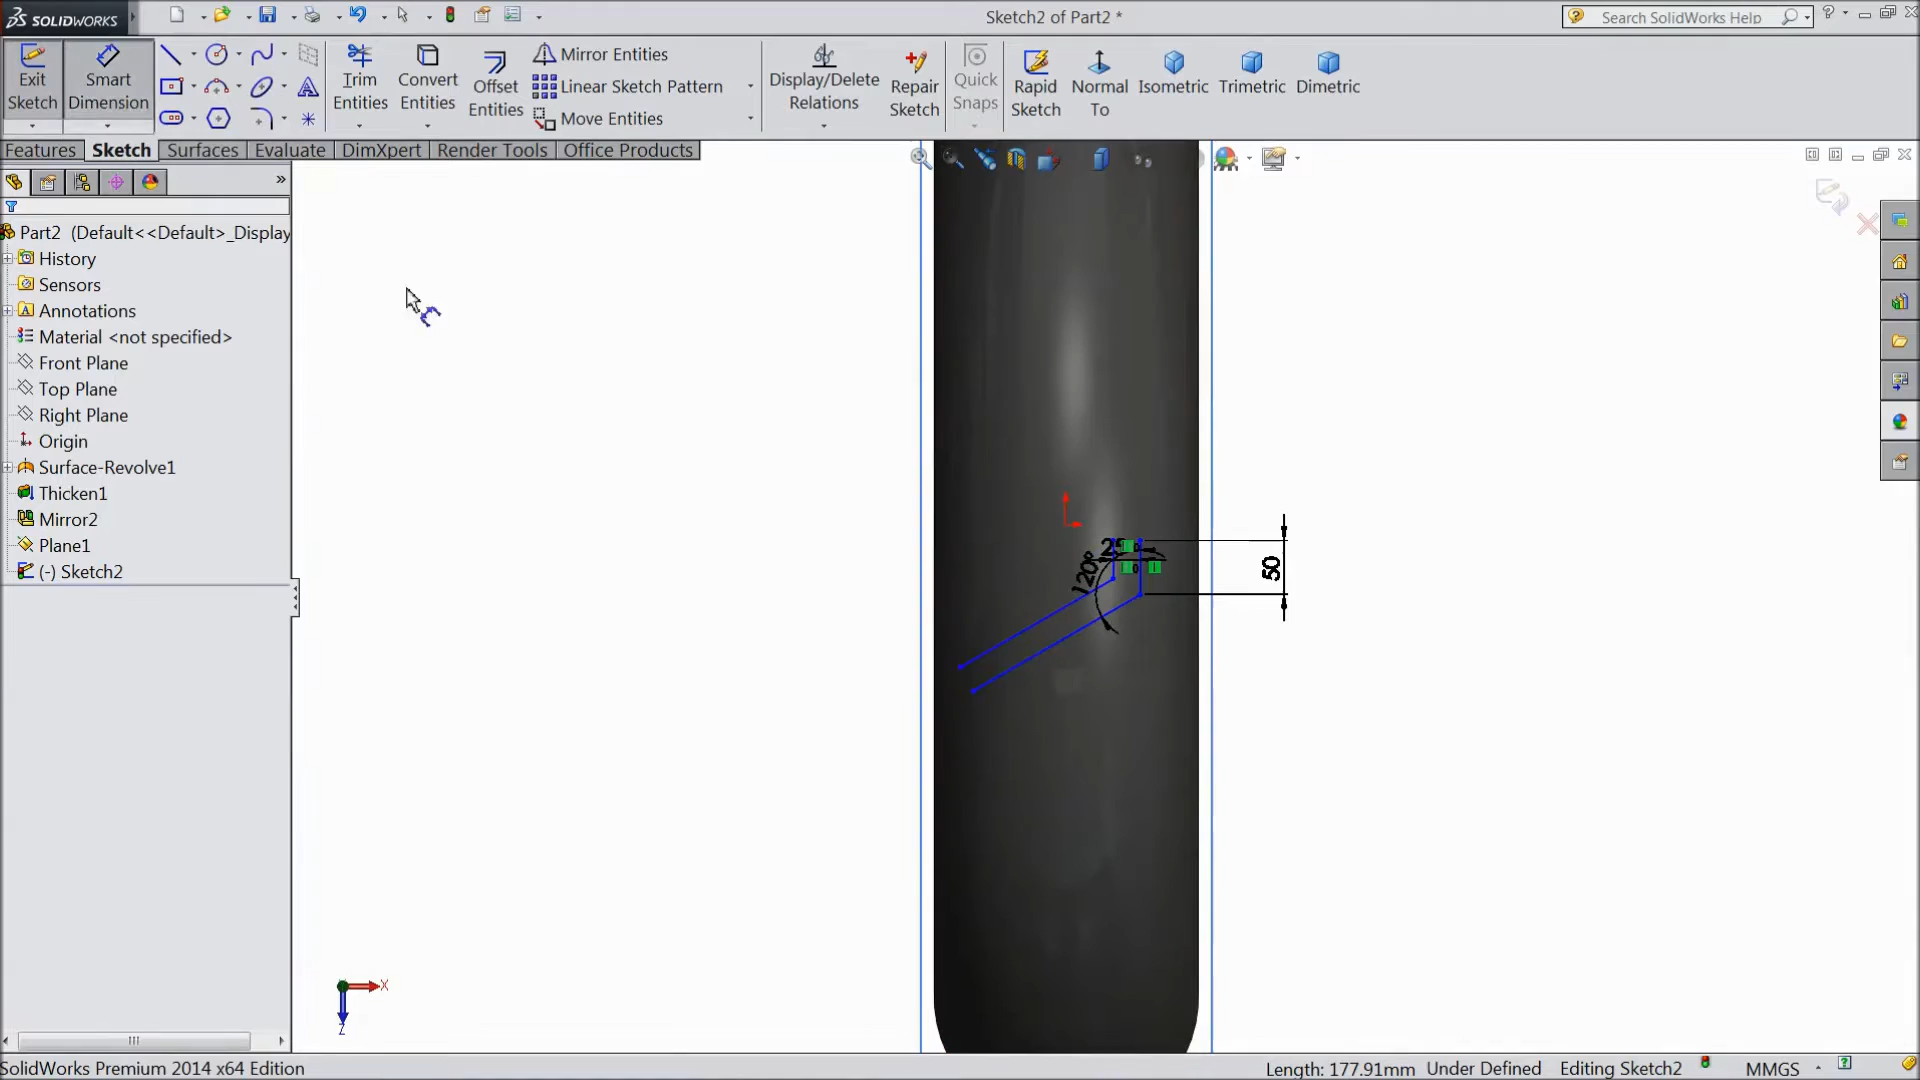 SOLIDWORKS
Sketch2 of Part2 *
Search SolidWorks Help
Exit Sketch
Smart Dimension
Trim Entities
Convert Entities
Offset Entities
Mirror Entities
Linear Sketch Pattern
Move Entities
Display/Delete Relations
Repair Sketch
Quick Snaps
Rapid Sketch
Normal To
Isometric
Trimetric
Dimetric
Features
Sketch
Surfaces
Evaluate
DimXpert
Render Tools
Office Products
Part2 (Default<<Default>_Display
History
Sensors
Annotations
Material <not specified>
Front Plane
Top Plane
Right Plane
Origin
Surface-Revolve1
Thicken1
Mirror2
Plane1
(-) Sketch2
25
120°
50
X
Z
SolidWorks Premium 2014 x64 Edition
Length: 177.91mm
Under Defined
Editing Sketch2
MMGS